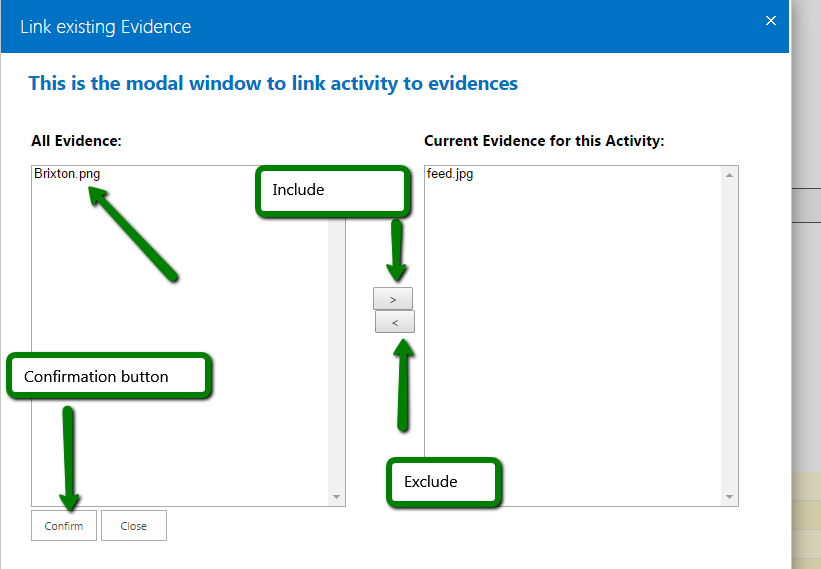 Link existing Evidence
×
This is the modal window to link activity to evidences
All Evidence:
Current Evidence for this Activity:
Brixton.png
feed.jpg
Include
>
<
Confirmation button
Exclude
Confirm
Close